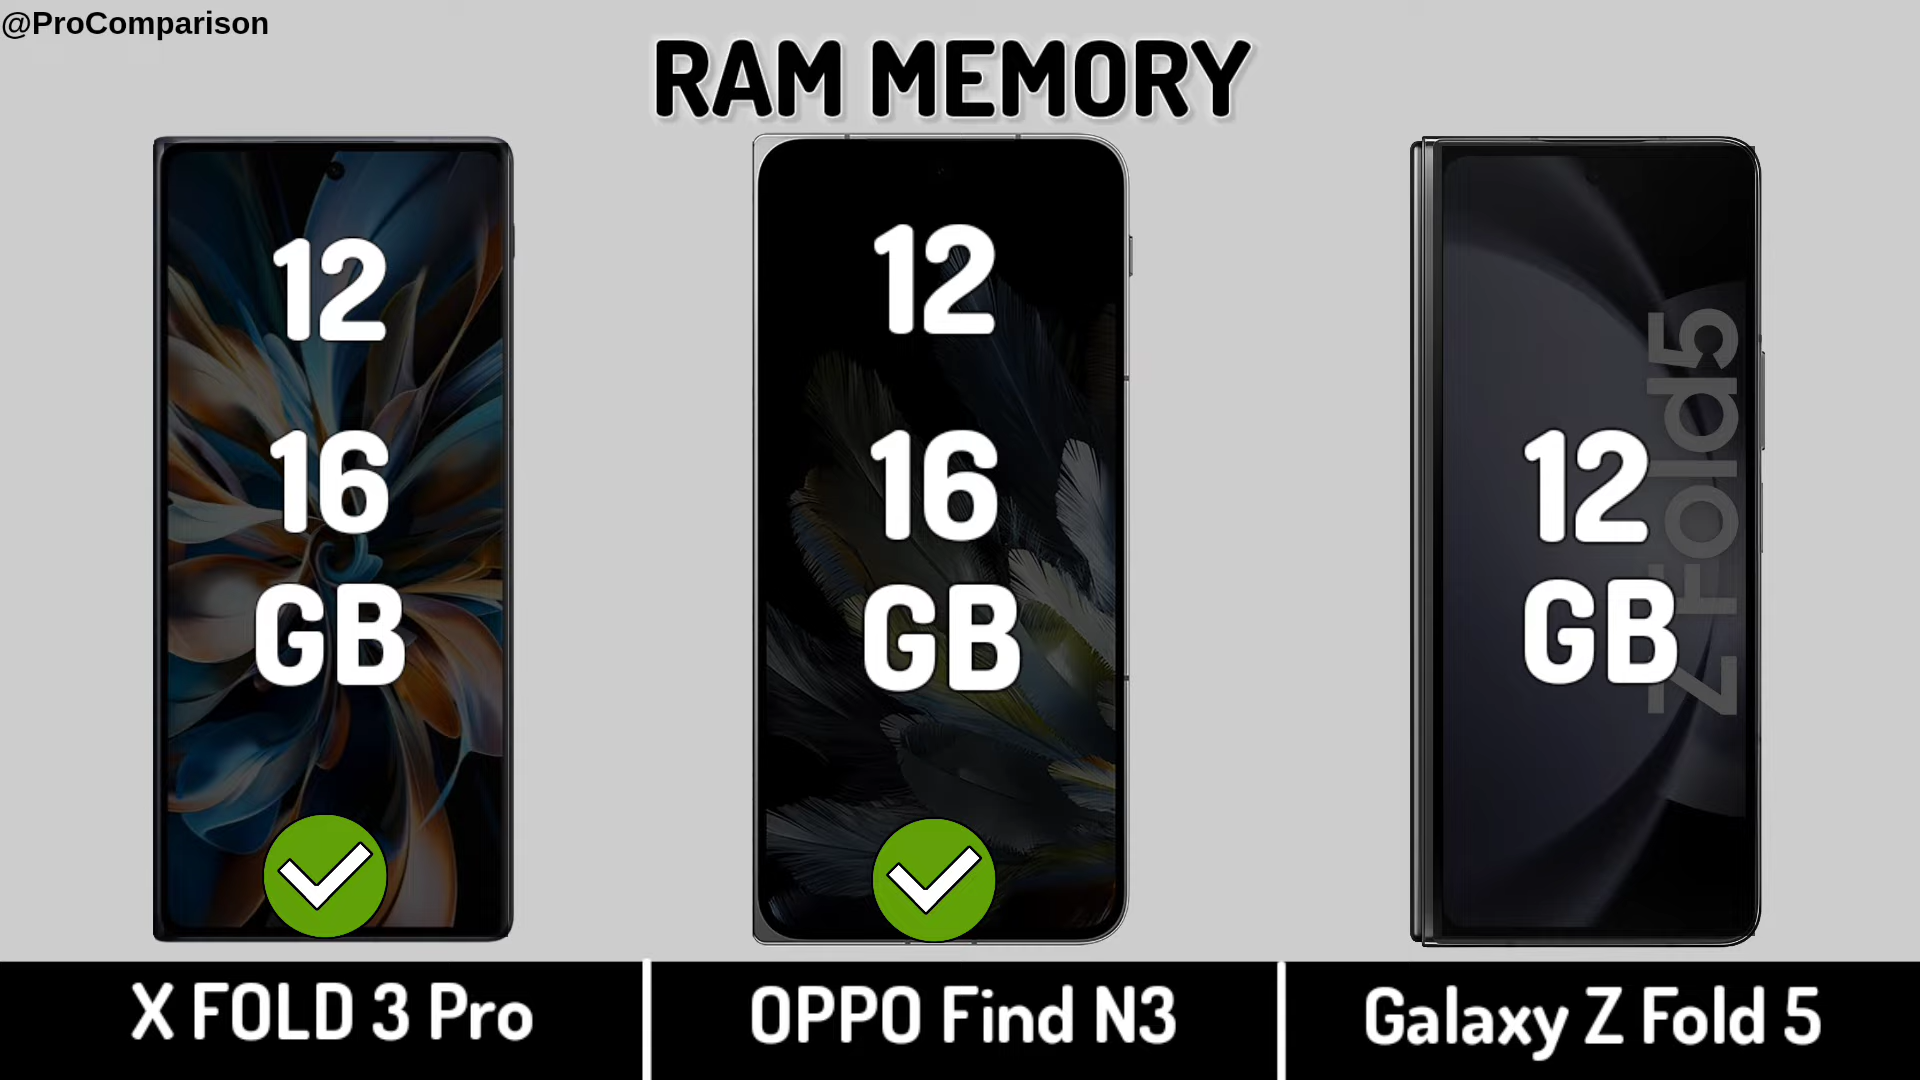 @ProComparison
RAM MEMORY
12
16
GB
12
16
GB
12
GB
Z Fold5
X FOLD 3 Pro
OPPO Find N3
Galaxy Z Fold 5